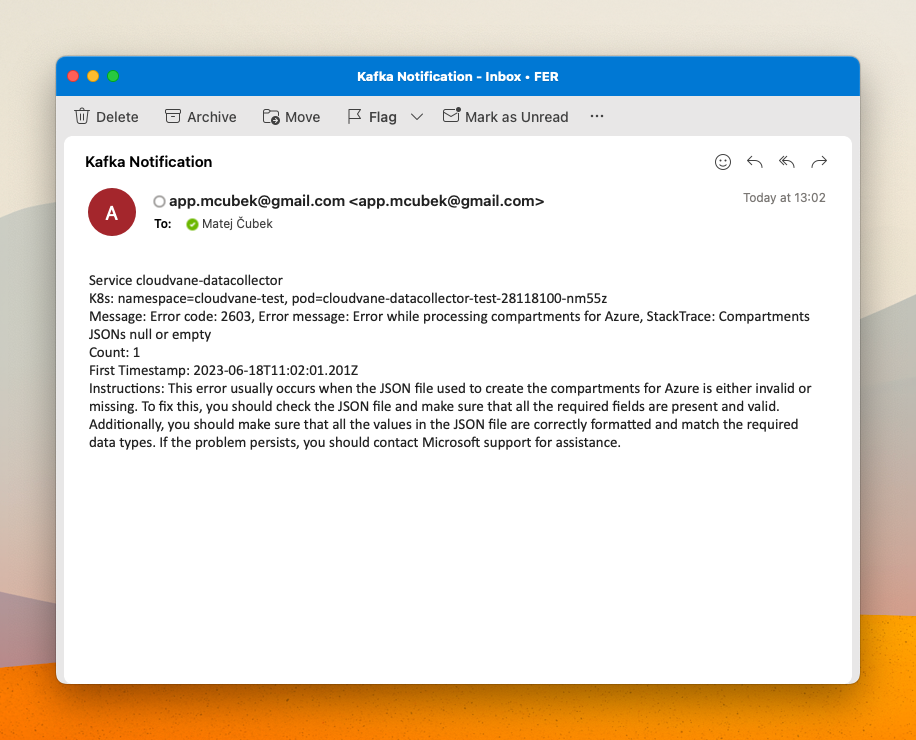 Kafka Notification - Inbox • FER
Delete
Archive
Move
Flag
Mark as Unread
Kafka Notification
A
app.mcubek@gmail.com <app.mcubek@gmail.com>
Today at 13:02
To: Matej Čubek
Service cloudvane-datacollector
K8s: namespace=cloudvane-test, pod=cloudvane-datacollector-test-28118100-nm55z
Message: Error code: 2603, Error message: Error while processing compartments for Azure, StackTrace: Compartments
JSONs null or empty
Count: 1
First Timestamp: 2023-06-18T11:02:01.201Z
Instructions: This error usually occurs when the JSON file used to create the compartments for Azure is either invalid or
missing. To fix this, you should check the JSON file and make sure that all the required fields are present and valid.
Additionally, you should make sure that all the values in the JSON file are correctly formatted and match the required
data types. If the problem persists, you should contact Microsoft support for assistance.